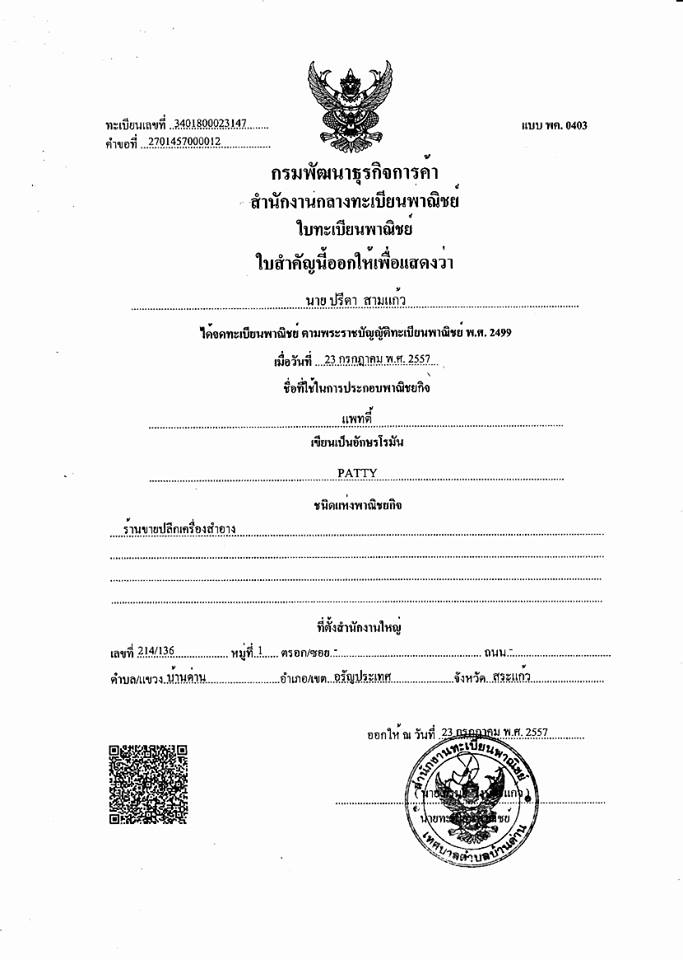 ทะเบียนเลขที่ 3401800023147
แบบ พค. 0403
คำขอที่ 2701457000012
กรมพัฒนาธุรกิจการค้า
สำนักงานกลางทะเบียนพาณิชย์
ใบทะเบียนพาณิชย์
ใบสำคัญนี้ออกให้เพื่อแสดงว่า
นาย ปรีดา สามแก้ว
ได้จดทะเบียนพาณิชย์ ตามพระราชบัญญัติทะเบียนพาณิชย์ พ.ศ. 2499
เมื่อวันที่ 23 กรกฎาคม พ.ศ. 2557
ชื่อที่ใช้ในการประกอบพาณิชยกิจ
แพทตี้
เขียนเป็นอักษรโรมัน
PATTY
ชนิดแห่งพาณิชยกิจ
ร้านขายปลีกเครื่องสำอาง
ที่ตั้งสำนักงานใหญ่
เลขที่ 214/136 หมู่ที่ 1 ตรอก/ซอย - ถนน -
ตำบล/แขวง บ้านด่าน อำเภอ/เขต อรัญประเทศ จังหวัด สระแก้ว
ออกให้ ณ วันที่ 23 กรกฎาคม พ.ศ. 2557
สำนักงานทะเบียนพาณิชย์
นายทะเบียนพาณิชย์
เทศบาลตำบลบ้านด่าน